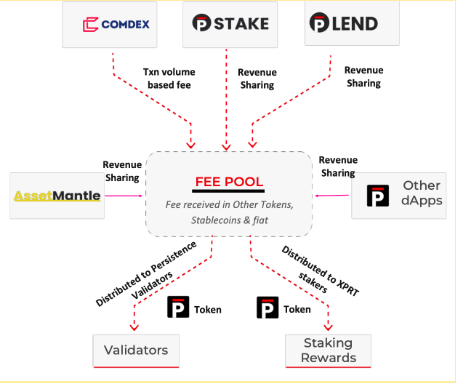 COMDEX
PSTAKE
PLEND
Txn volume
based fee
Revenue
Sharing
Revenue
Sharing
Revenue
Sharing
FEE POOL
Fee received in Other Tokens,
Stablecoins & fiat
Revenue
Sharing
AssetMantle
Other
dApps
Distributed to Persistence
Validators
Distributed to XPRT
stakers
Token
Token
Validators
Staking
Rewards